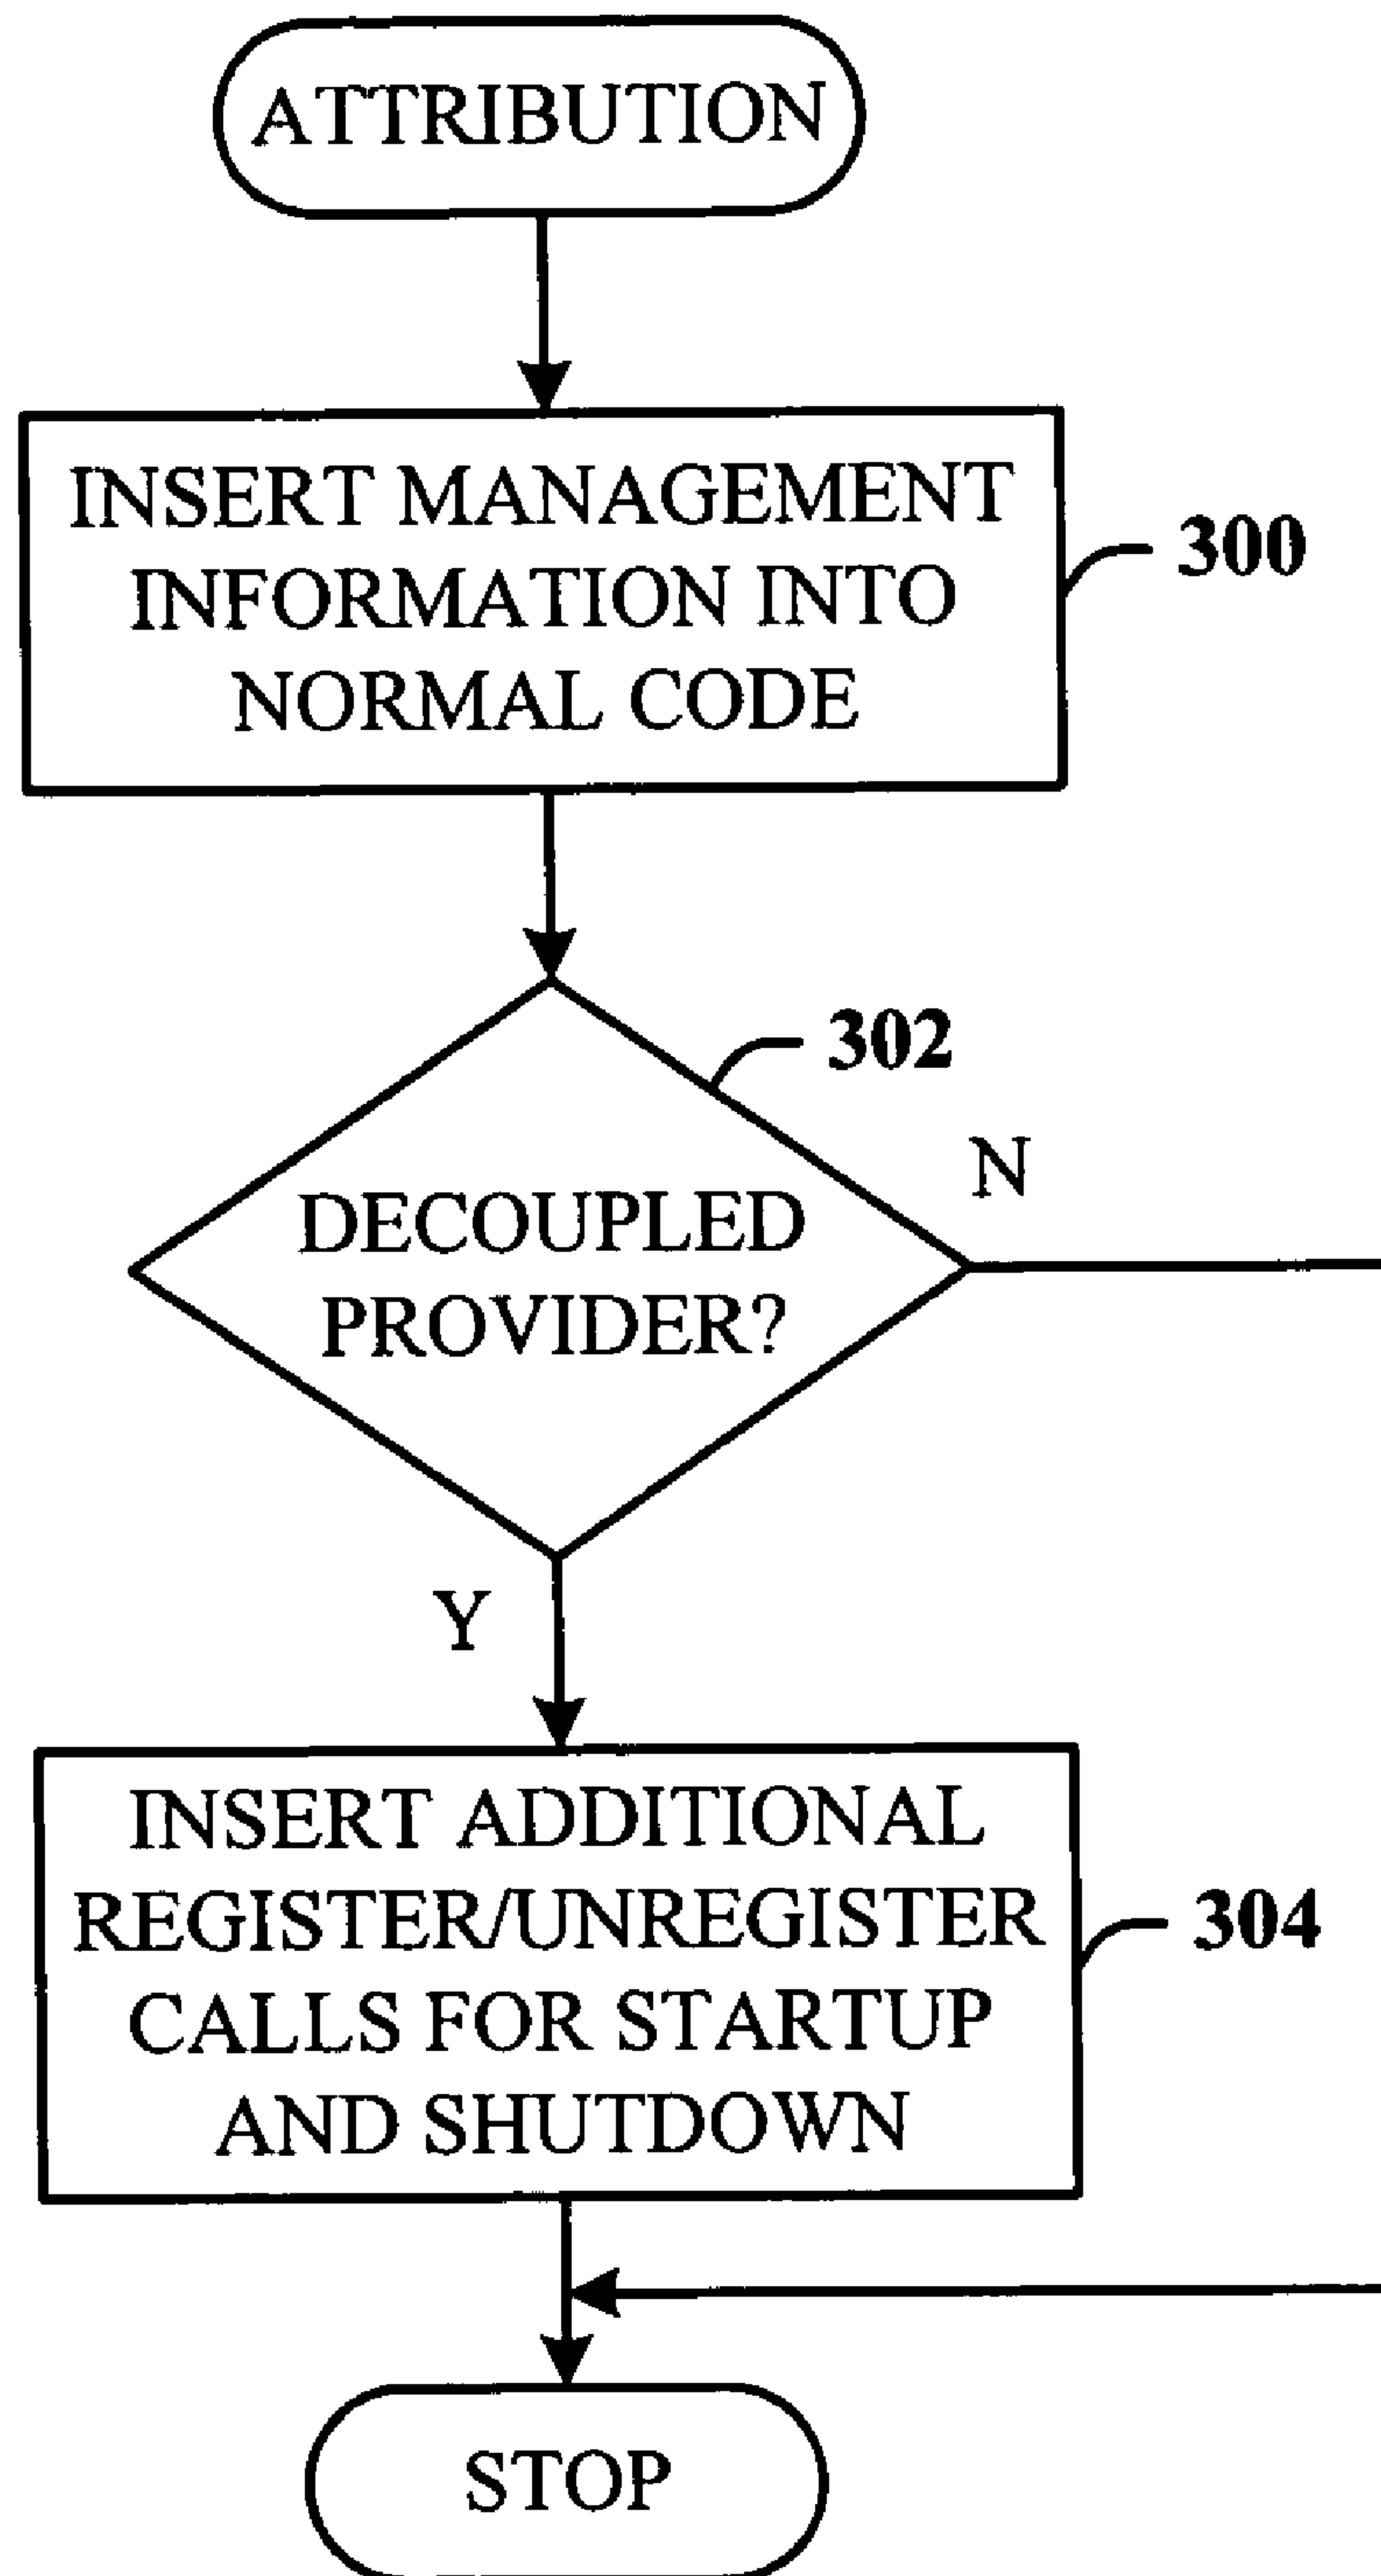 ATTRIBUTION
INSERT MANAGEMENT
INFORMATION INTO
NORMAL CODE
300
302
DECOUPLED
PROVIDER?
N
Y
INSERT ADDITIONAL
REGISTER/UNREGISTER
CALLS FOR STARTUP
AND SHUTDOWN
304
STOP